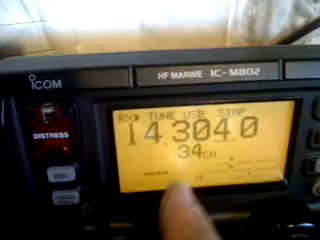 ICOM
HF MARINE IC-M802
DISTRESS
RX▶ TUNE USB SIMP
14.304.0
34CH